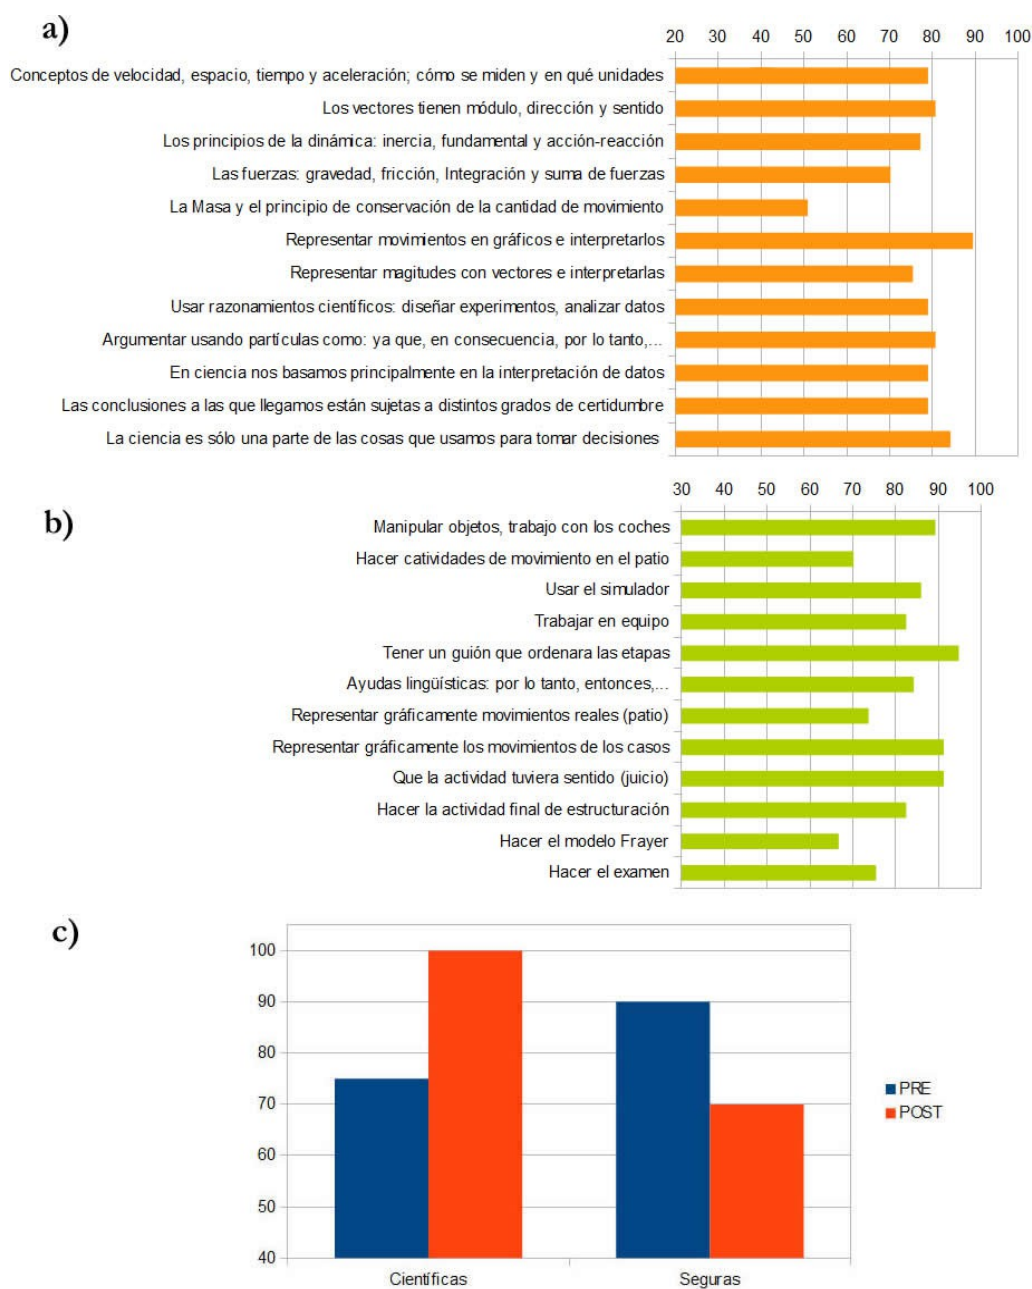 a)
20 30 40 50 60 70 80 90 100
Conceptos de velocidad, espacio, tiempo y aceleración; cómo se miden y en qué unidades
Los vectores tienen módulo, dirección y sentido
Los principios de la dinámica: inercia, fundamental y acción-reacción
Las fuerzas: gravedad, fricción, Integración y suma de fuerzas
La Masa y el principio de conservación de la cantidad de movimiento
Representar movimientos en gráficos e interpretarlos
Representar magnitudes con vectores e interpretarlas
Usar razonamientos científicos: diseñar experimentos, analizar datos
Argumentar usando partículas como: ya que, en consecuencia, por lo tanto,...
En ciencia nos basamos principalmente en la interpretación de datos
Las conclusiones a las que llegamos están sujetas a distintos grados de certidumbre
La ciencia es sólo una parte de las cosas que usamos para tomar decisiones
b)
30 40 50 60 70 80 90 100
Manipular objetos, trabajo con los coches
Hacer catividades de movimiento en el patio
Usar el simulador
Trabajar en equipo
Tener un guión que ordenara las etapas
Ayudas lingüísticas: por lo tanto, entonces,...
Representar gráficamente movimientos reales (patio)
Representar gráficamente los movimientos de los casos
Que la actividad tuviera sentido (juicio)
Hacer la actividad final de estructuración
Hacer el modelo Frayer
Hacer el examen
c)
100
90
80
70
60
50
40
Científicas
Seguras
PRE
POST